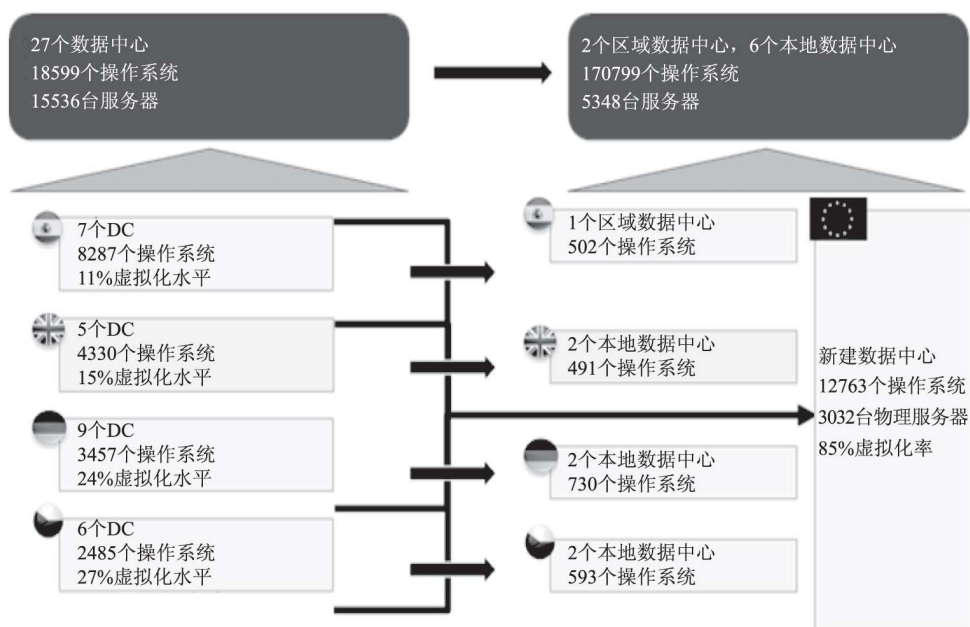 27个数据中心
18599个操作系统
15536台服务器
2个区域数据中心，6个本地数据中心
170799个操作系统
5348台服务器
7个DC
8287个操作系统
11%虚拟化水平
1个区域数据中心
502个操作系统
5个DC
4330个操作系统
15%虚拟化水平
2个本地数据中心
491个操作系统
9个DC
3457个操作系统
24%虚拟化水平
2个本地数据中心
730个操作系统
6个DC
2485个操作系统
27%虚拟化水平
2个本地数据中心
593个操作系统
新建数据中心
12763个操作系统
3032台物理服务器
85%虚拟化率